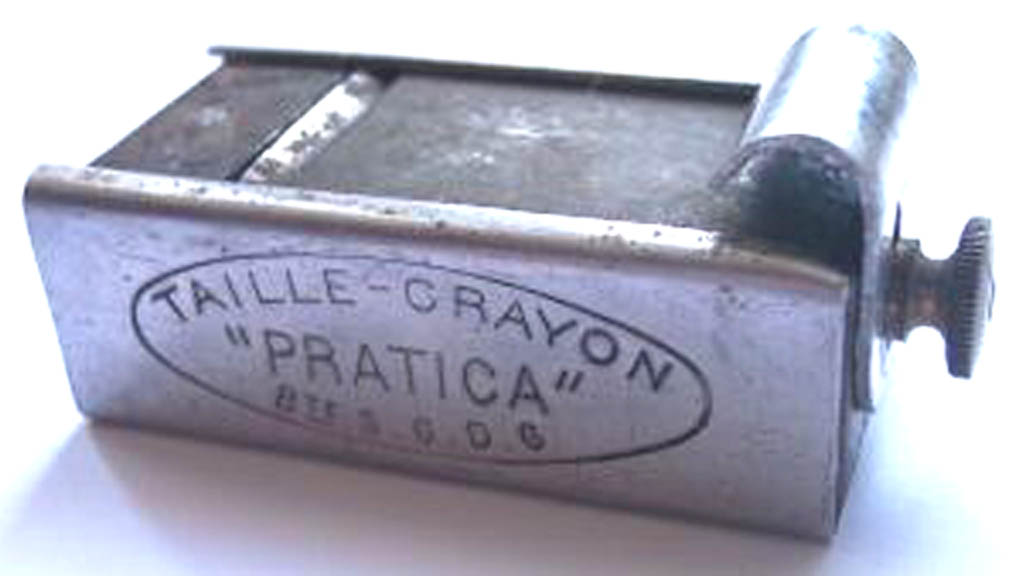 TAILLE-CRAYON
"PRATICA"
BTE S G D G